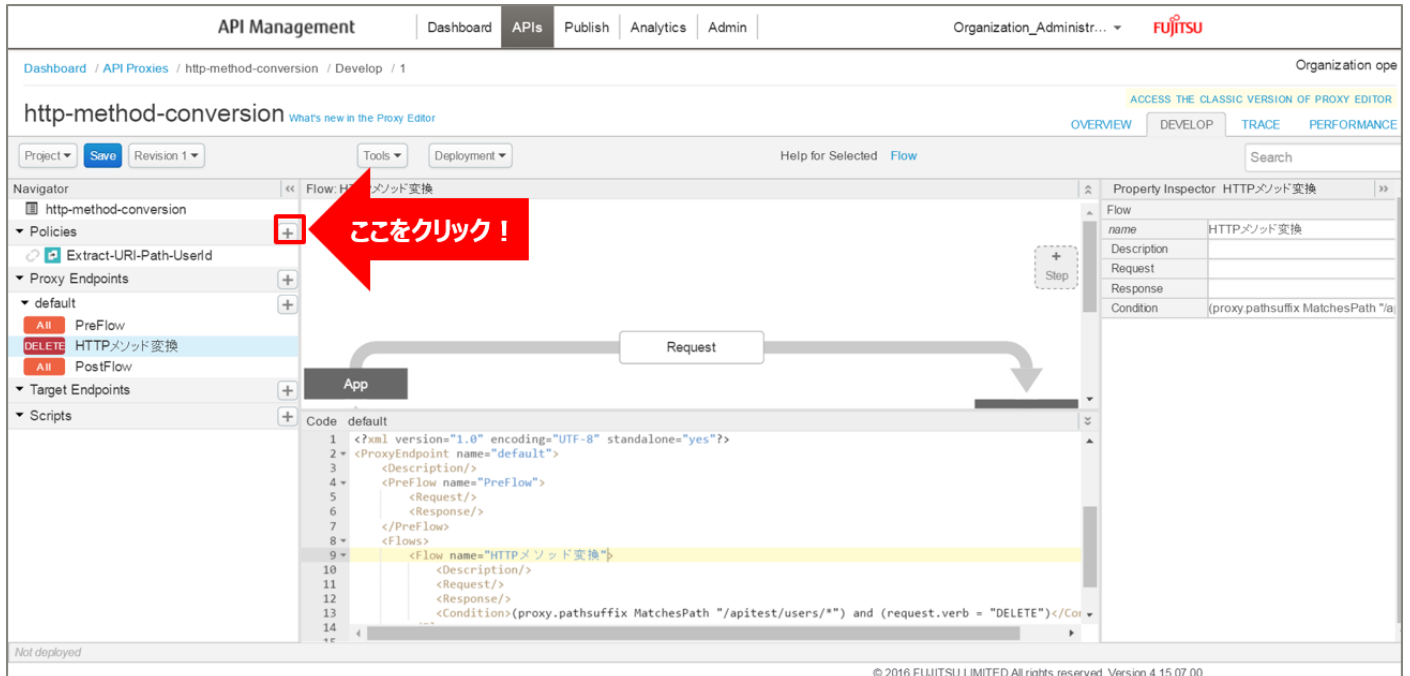 API Management Dashboard APIs Publish Analytics Admin Organization_Administr... FUJITSU
Dashboard / API Proxies / http-method-conversion / Develop / 1 Organization ope
ACCESS THE CLASSIC VERSION OF PROXY EDITOR
http-method-conversion What's new in the Proxy Editor OVERVIEW DEVELOP TRACE PERFORMANCE
Project Save Revision 1 Tools Deployment Help for Selected Flow Search
Navigator Flow: HTTPメソッド変換 Property Inspector HTTPメソッド変換
http-method-conversion Flow
Policies + ここをクリック！ name HTTPメソッド変換
Extract-URI-Path-UserId + Description
Proxy Endpoints + Step Request
Response
default + Condition (proxy.pathsuffix MatchesPath "/a
All PreFlow
DELETE HTTPメソッド変換 Request
All PostFlow
App
Target Endpoints +
Scripts +
Code default
1 <?xml version="1.0" encoding="UTF-8" standalone="yes"?>
2 <ProxyEndpoint name="default">
3 <Description/>
4 <PreFlow name="PreFlow">
5 <Request/>
6 <Response/>
7 </PreFlow>
8 <Flows>
9 <Flow name="HTTPメソッド変換">
10 <Description/>
11 <Request/>
12 <Response/>
13 <Condition>(proxy.pathsuffix MatchesPath "/apitest/users/*") and (request.verb = "DELETE")</Co
14
Not deployed
© 2016 FUJITSU LIMITED All rights reserved. Version 4.15.07.00